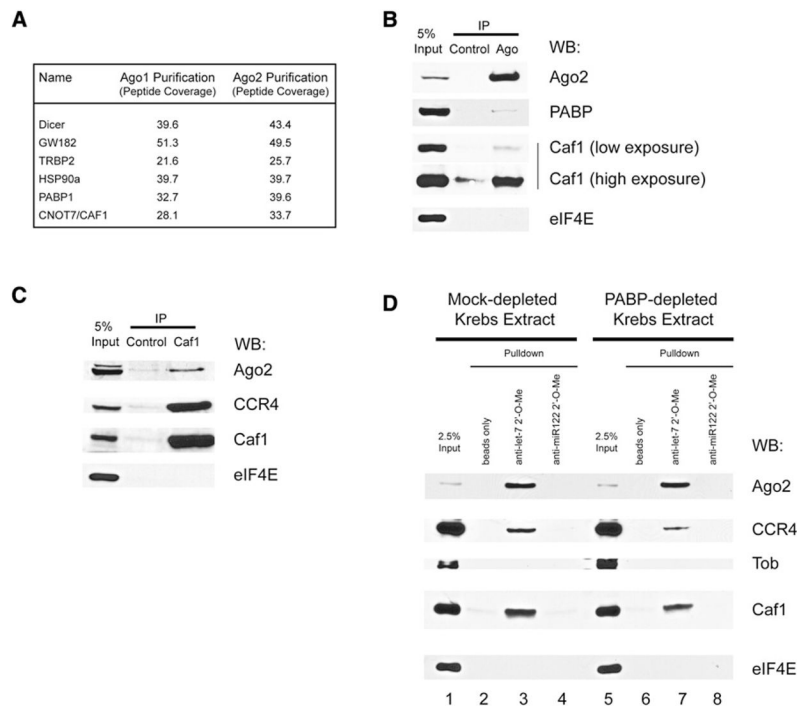 A
Name Ago1 Purification Ago2 Purification
(Peptide Coverage) (Peptide Coverage)
Dicer 39.6 43.4
GW182 51.3 49.5
TRBP2 21.6 25.7
HSP90a 39.7 39.7
PABP1 32.7 39.6
CNOT7/CAF1 28.1 33.7
B
5% IP
Input Control Ago WB:
Ago2
PABP
Caf1 (low exposure)
Caf1 (high exposure)
eIF4E
C
5% IP
Input Control Caf1 WB:
Ago2
CCR4
Caf1
eIF4E
D
Mock-depleted PABP-depleted
Krebs Extract Krebs Extract
Pulldown Pulldown
2.5% Input beads only anti-let-7 2'-O-Me anti-miR122 2'-O-Me 2.5% Input beads only anti-let-7 2'-O-Me anti-miR122 2'-O-Me WB:
Ago2
CCR4
Tob
Caf1
eIF4E
1 2 3 4 5 6 7 8